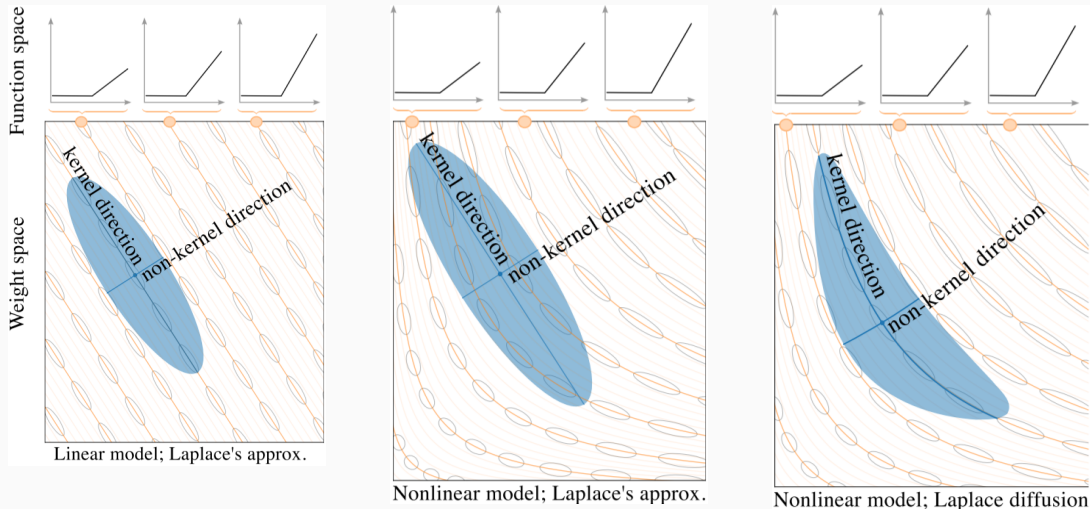 Function space
Weight space
kernel direction
non-kernel direction
Linear model; Laplace's approx.
kernel direction
non-kernel direction
Nonlinear model; Laplace's approx.
kernel direction
non-kernel direction
Nonlinear model; Laplace diffusion